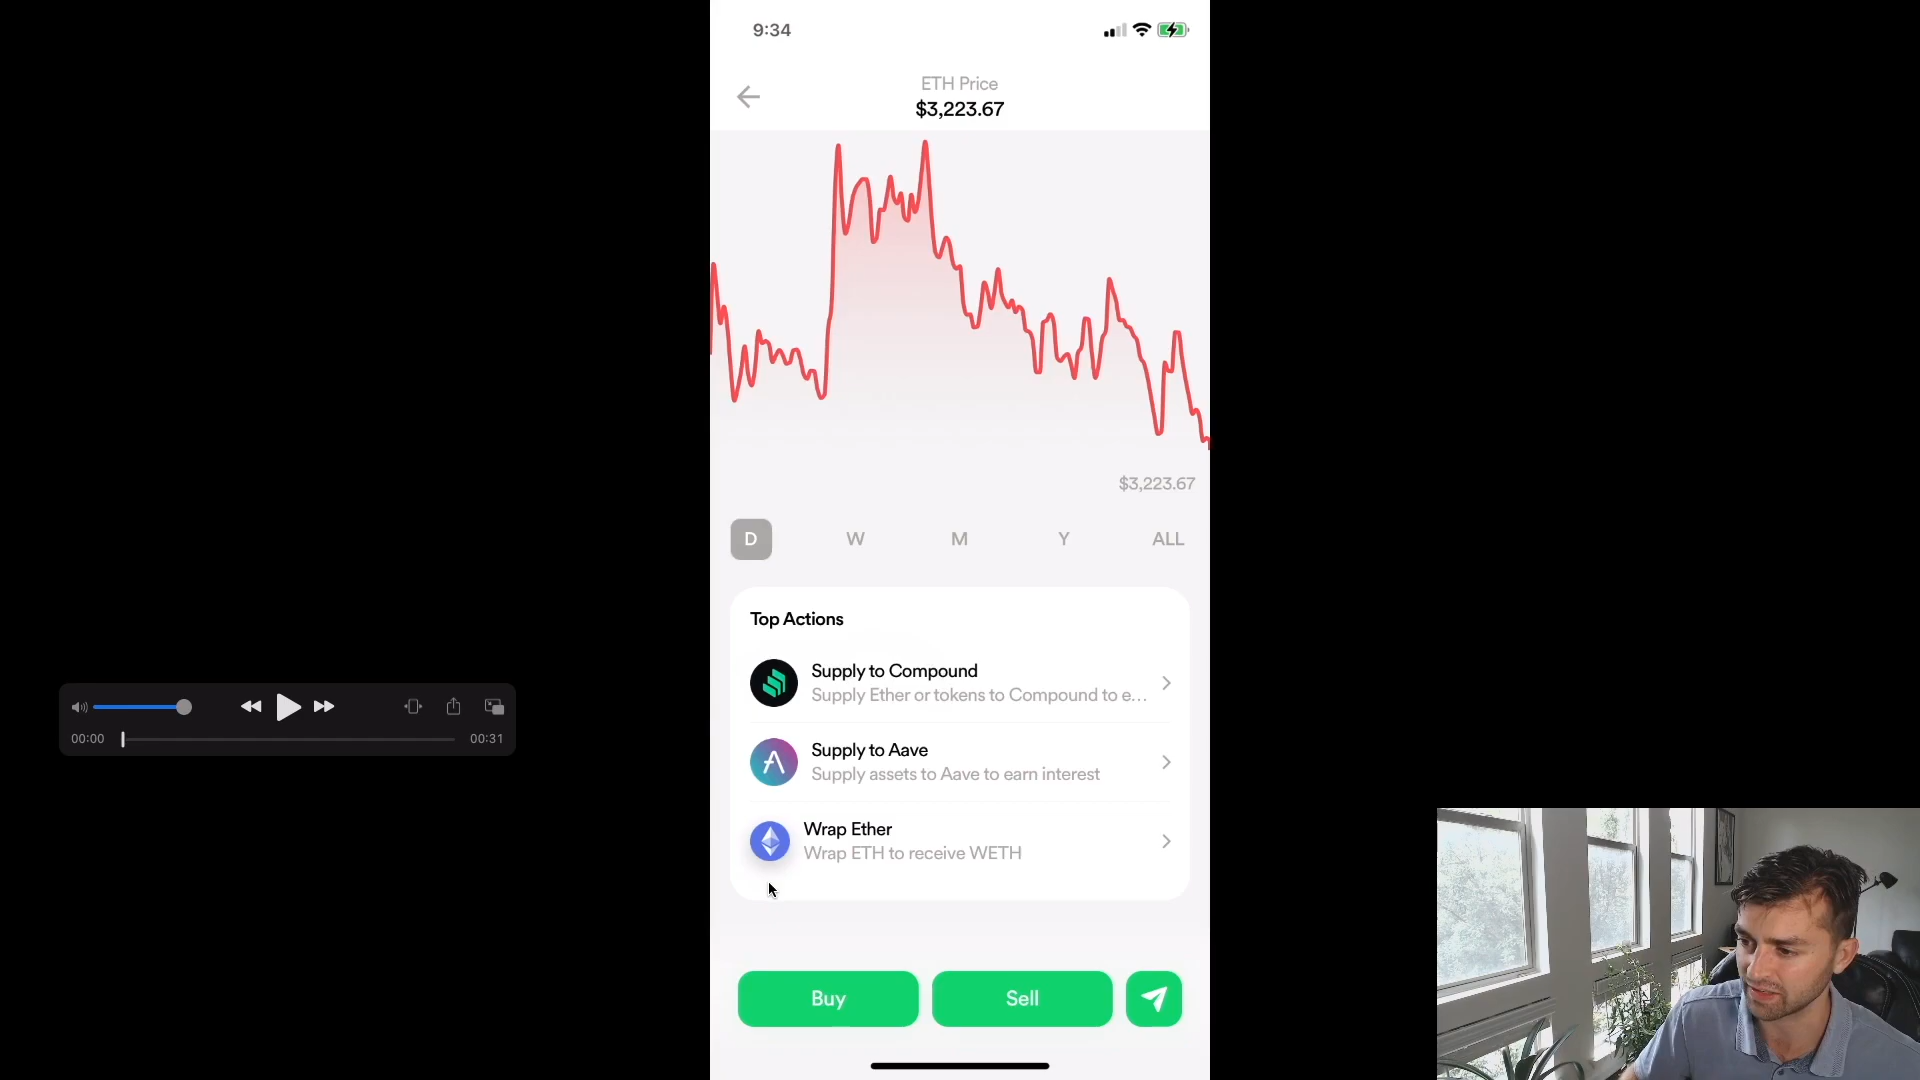 9:34
ETH Price
$3,223.67
$3,223.67
D W M Y ALL
Top Actions
Supply to Compound
Supply Ether or tokens to Compound to e...
Supply to Aave
Supply assets to Aave to earn interest
Wrap Ether
Wrap ETH to receive WETH
Buy Sell
00:00 00:31